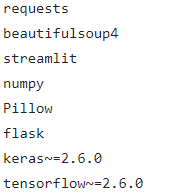 requests
beautifulsoup4
streamlit
numpy
Pillow
flask
keras~=2.6.0
tensorflow~=2.6.0